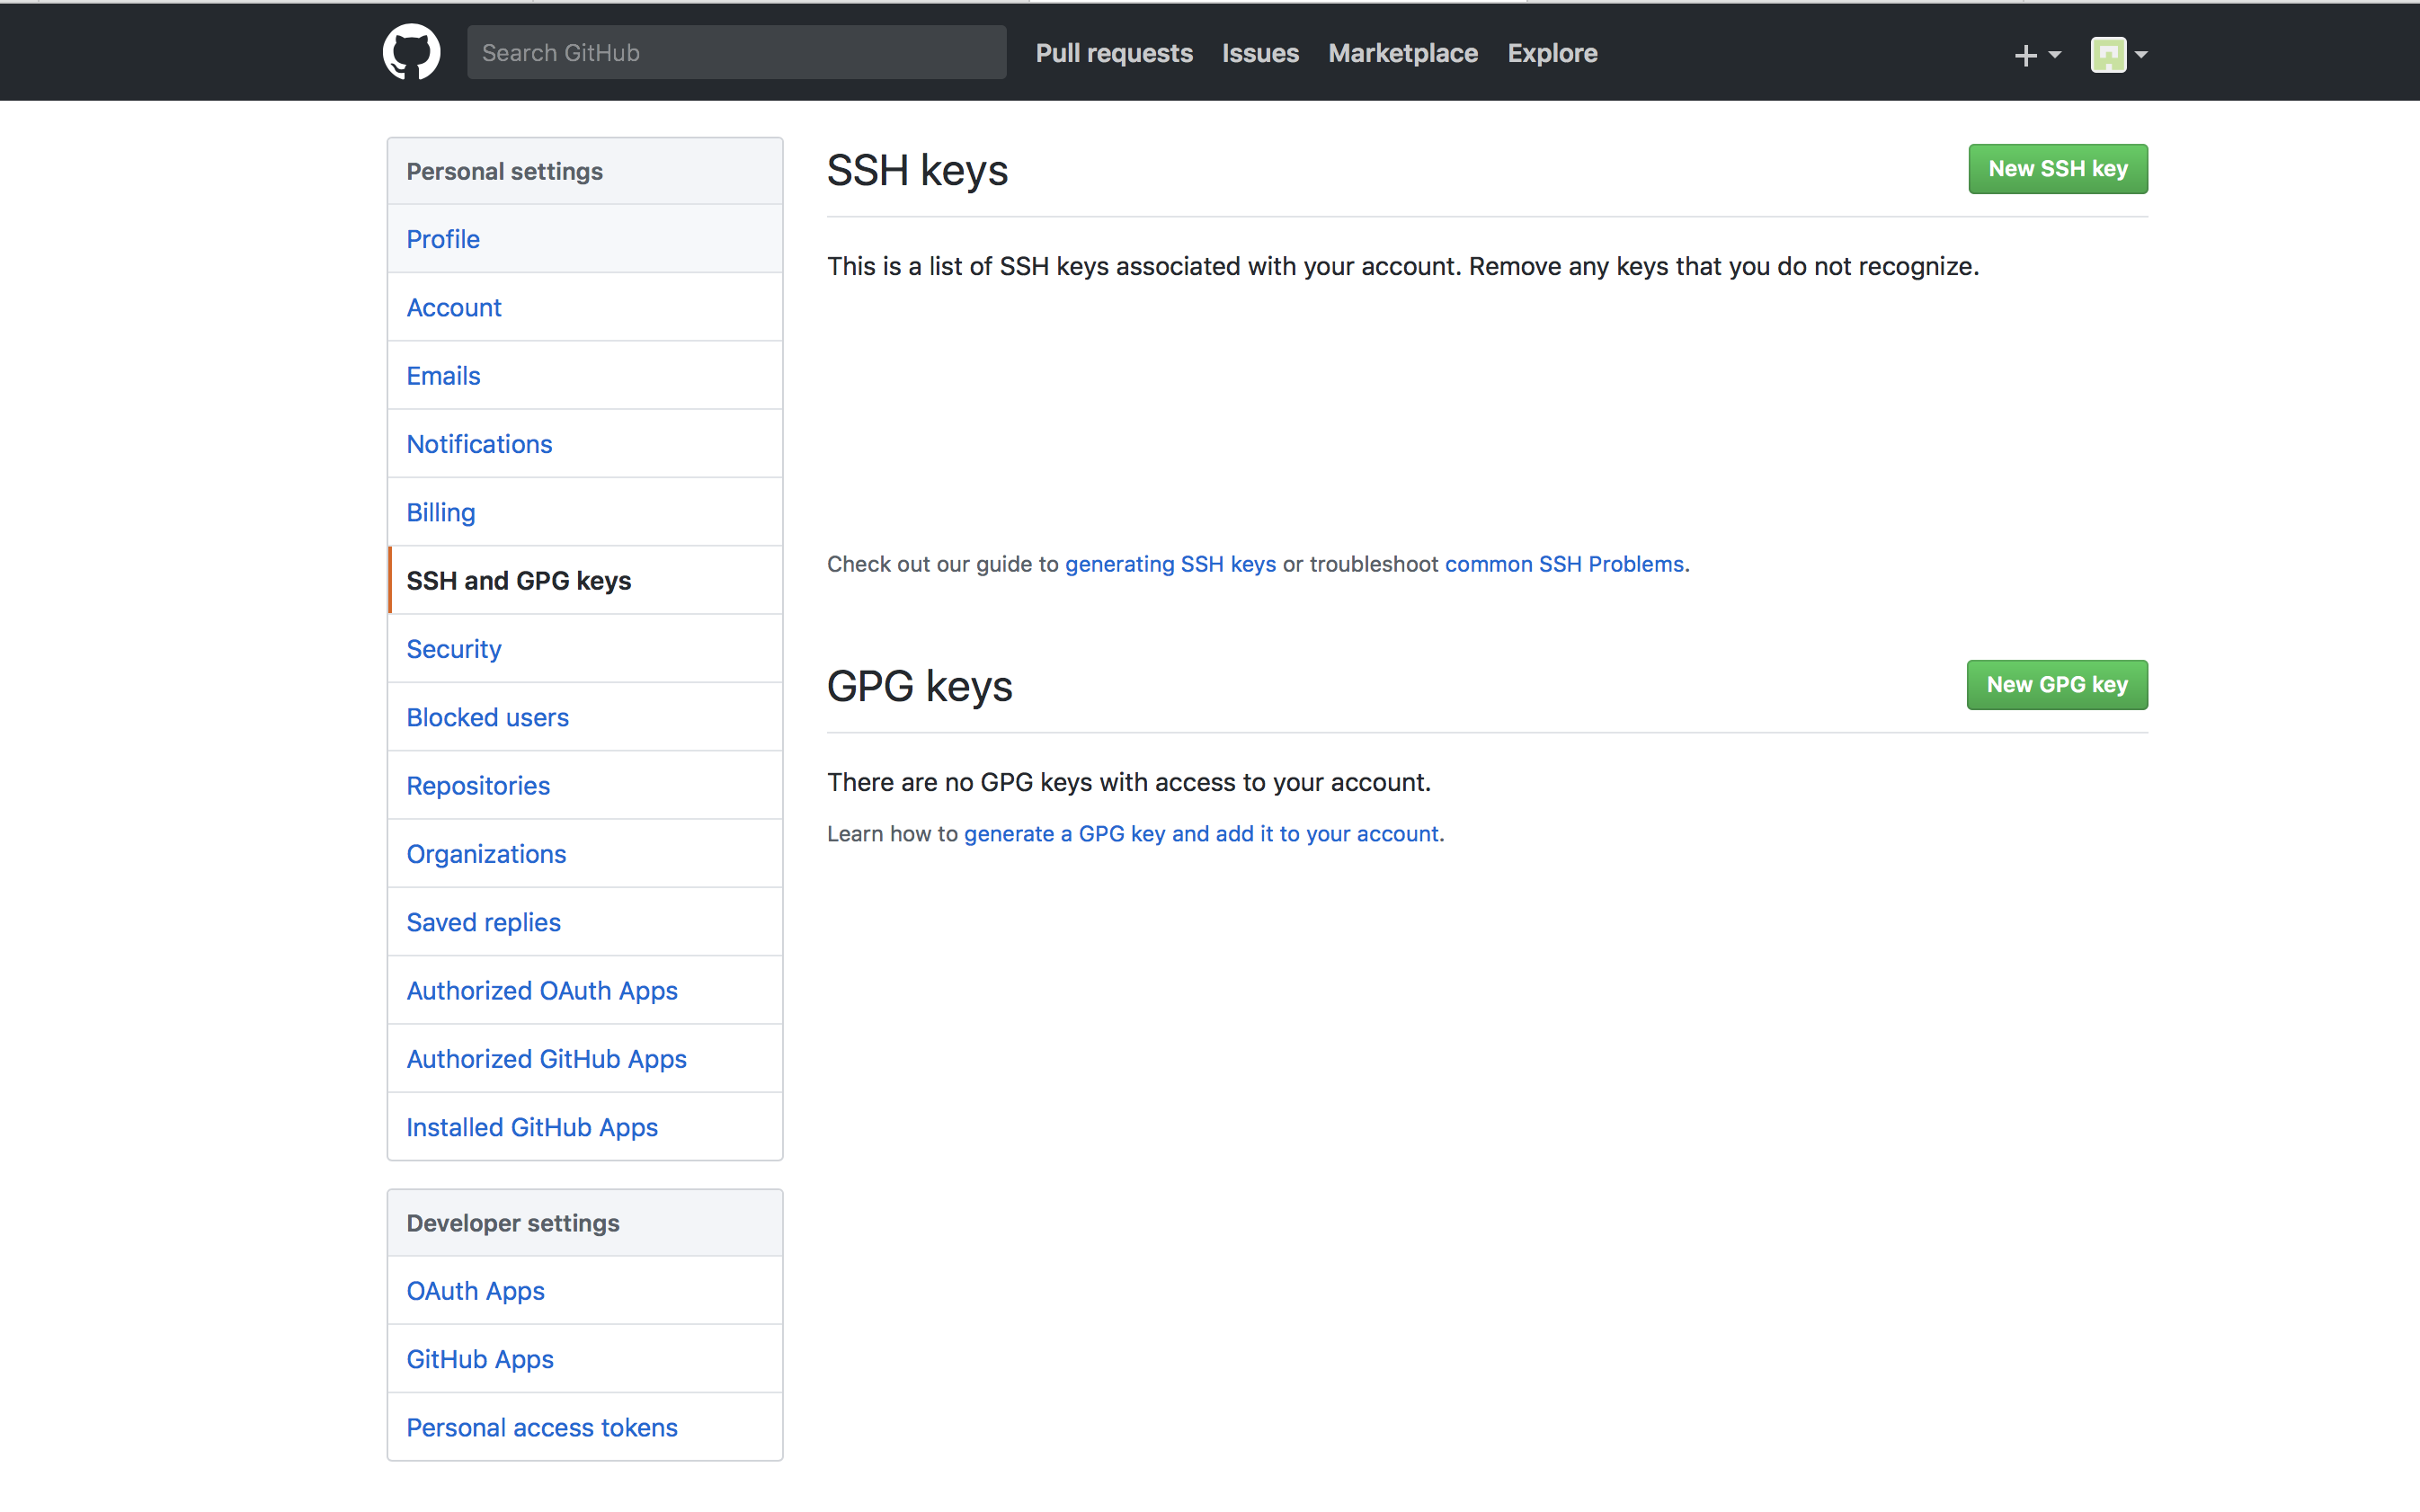 Search GitHub
Pull requests
Issues
Marketplace
Explore
Personal settings
Profile
Account
Emails
Notifications
Billing
SSH and GPG keys
Security
Blocked users
Repositories
Organizations
Saved replies
Authorized OAuth Apps
Authorized GitHub Apps
Installed GitHub Apps
Developer settings
OAuth Apps
GitHub Apps
Personal access tokens
SSH keys
New SSH key
This is a list of SSH keys associated with your account. Remove any keys that you do not recognize.
Check out our guide to generating SSH keys or troubleshoot common SSH Problems.
GPG keys
New GPG key
There are no GPG keys with access to your account.
Learn how to generate a GPG key and add it to your account.